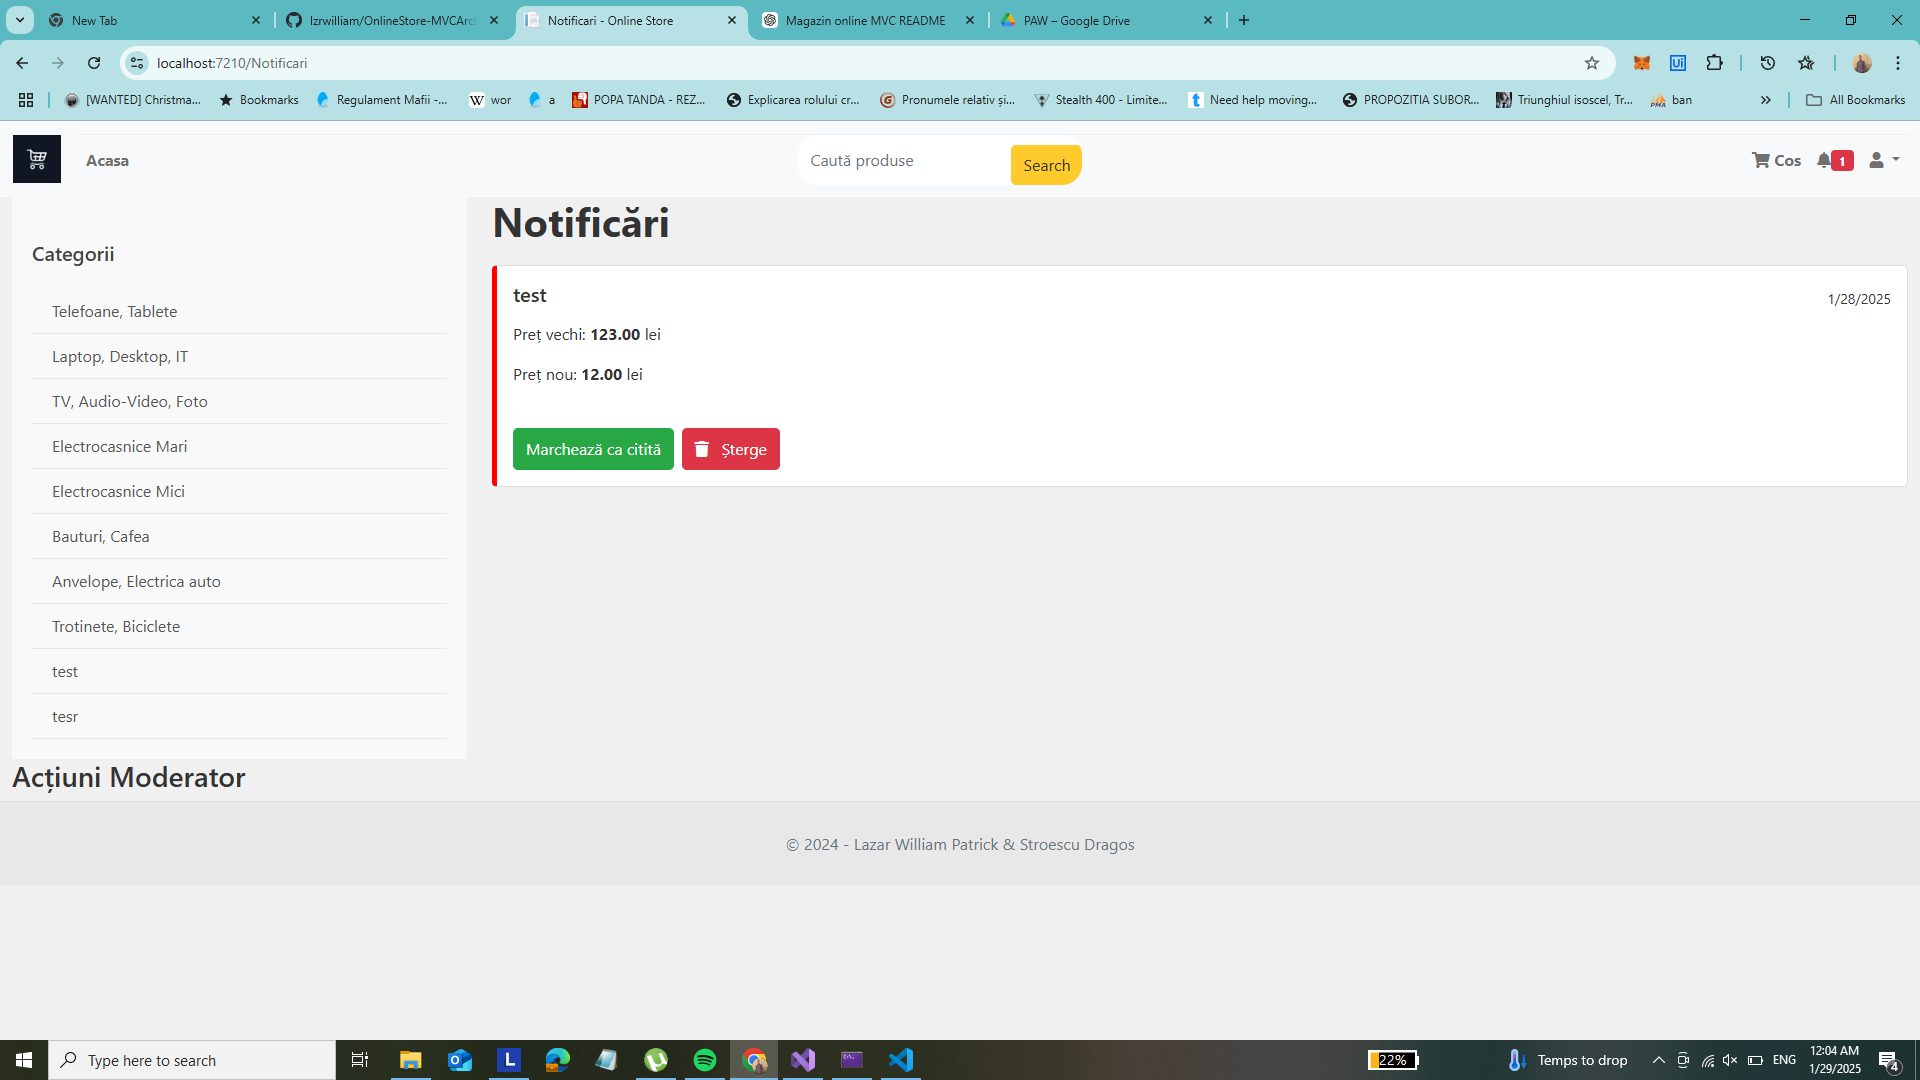 New Tab
lzrwilliam/OnlineStore-MVCArc
Notificari - Online Store
Magazin online MVC README
PAW – Google Drive
localhost:7210/Notificari
[WANTED] Christma...
Bookmarks
Regulament Mafii -...
wor
a
POPA TANDA - REZ...
Explicarea rolului cr...
Pronumele relativ și...
Stealth 400 - Limite...
Need help moving...
PROPOZITIA SUBOR...
Triunghiul isoscel, Tr...
ban
All Bookmarks
Acasa
Caută produse
Search
Cos
1
Categorii
Telefoane, Tablete
Laptop, Desktop, IT
TV, Audio-Video, Foto
Electrocasnice Mari
Electrocasnice Mici
Bauturi, Cafea
Anvelope, Electrica auto
Trotinete, Biciclete
test
tesr
Acțiuni Moderator
Notificări
test
1/28/2025
Preț vechi: 123.00 lei
Preț nou: 12.00 lei
Marchează ca citită
Șterge
© 2024 - Lazar William Patrick & Stroescu Dragos
Type here to search
22%
Temps to drop
ENG
12:04 AM
1/29/2025
4